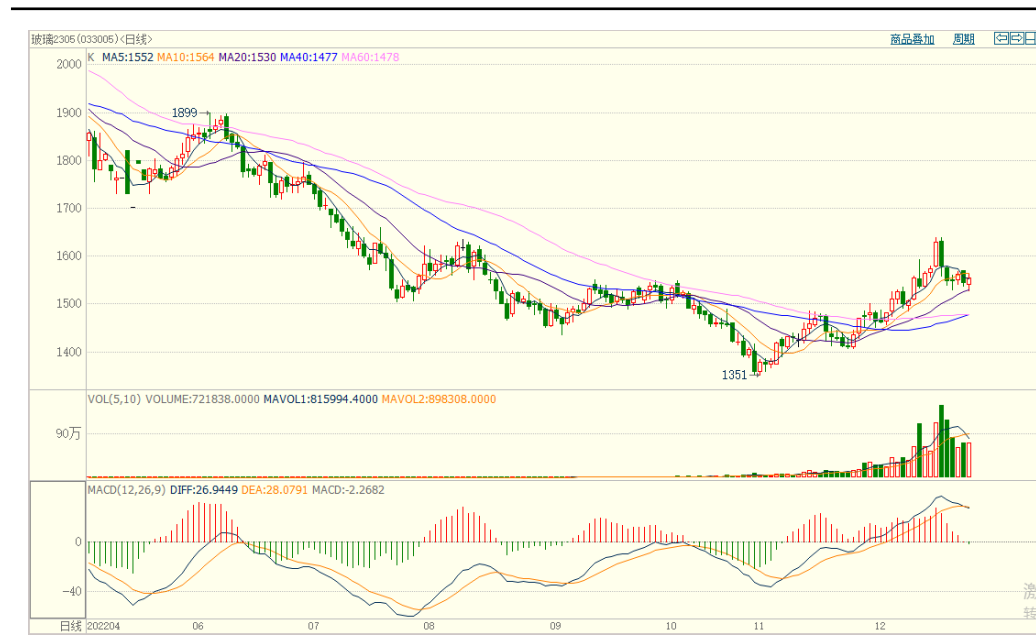 玻璃2305(033005)<日线>
商品叠加 周期
K MA5:1552 MA10:1564 MA20:1530 MA40:1477 MA60:1478
2000
1900
1899
1800
1700
1600
1500
1400
1351
VOL(5,10) VOLUME:721838.0000 MAVOL1:815994.4000 MAVOL2:898308.0000
90万
MACD(12,26,9) DIFF:26.9449 DEA:28.0791 MACD:-2.2682
0
-40
激
转
日线 202204 06 07 08 09 10 11 12